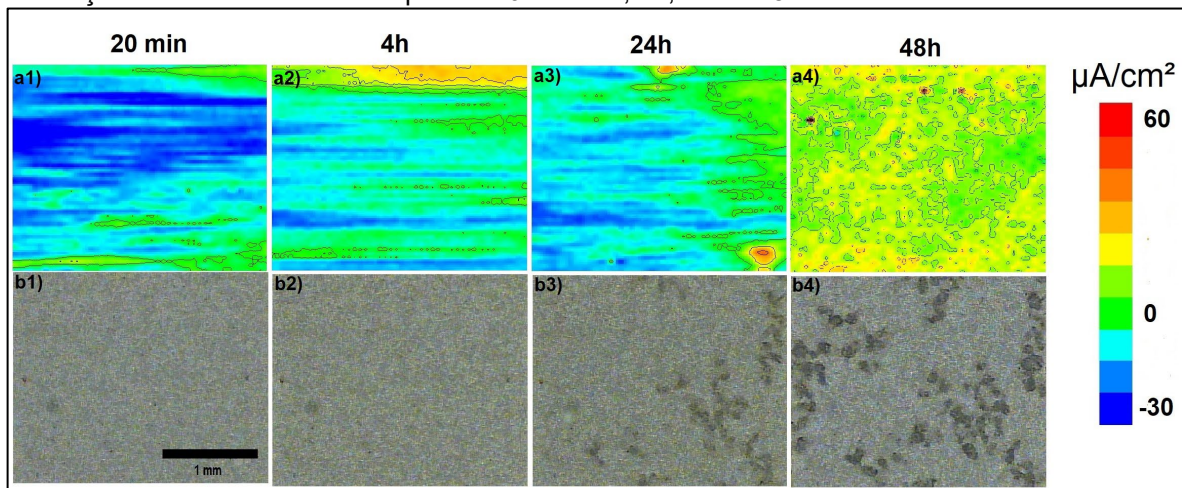 20 min 4h 24h 48h
a1) a2) a3) a4)
µA/cm²
60
0
-30
b1) b2) b3) b4)
1 mm